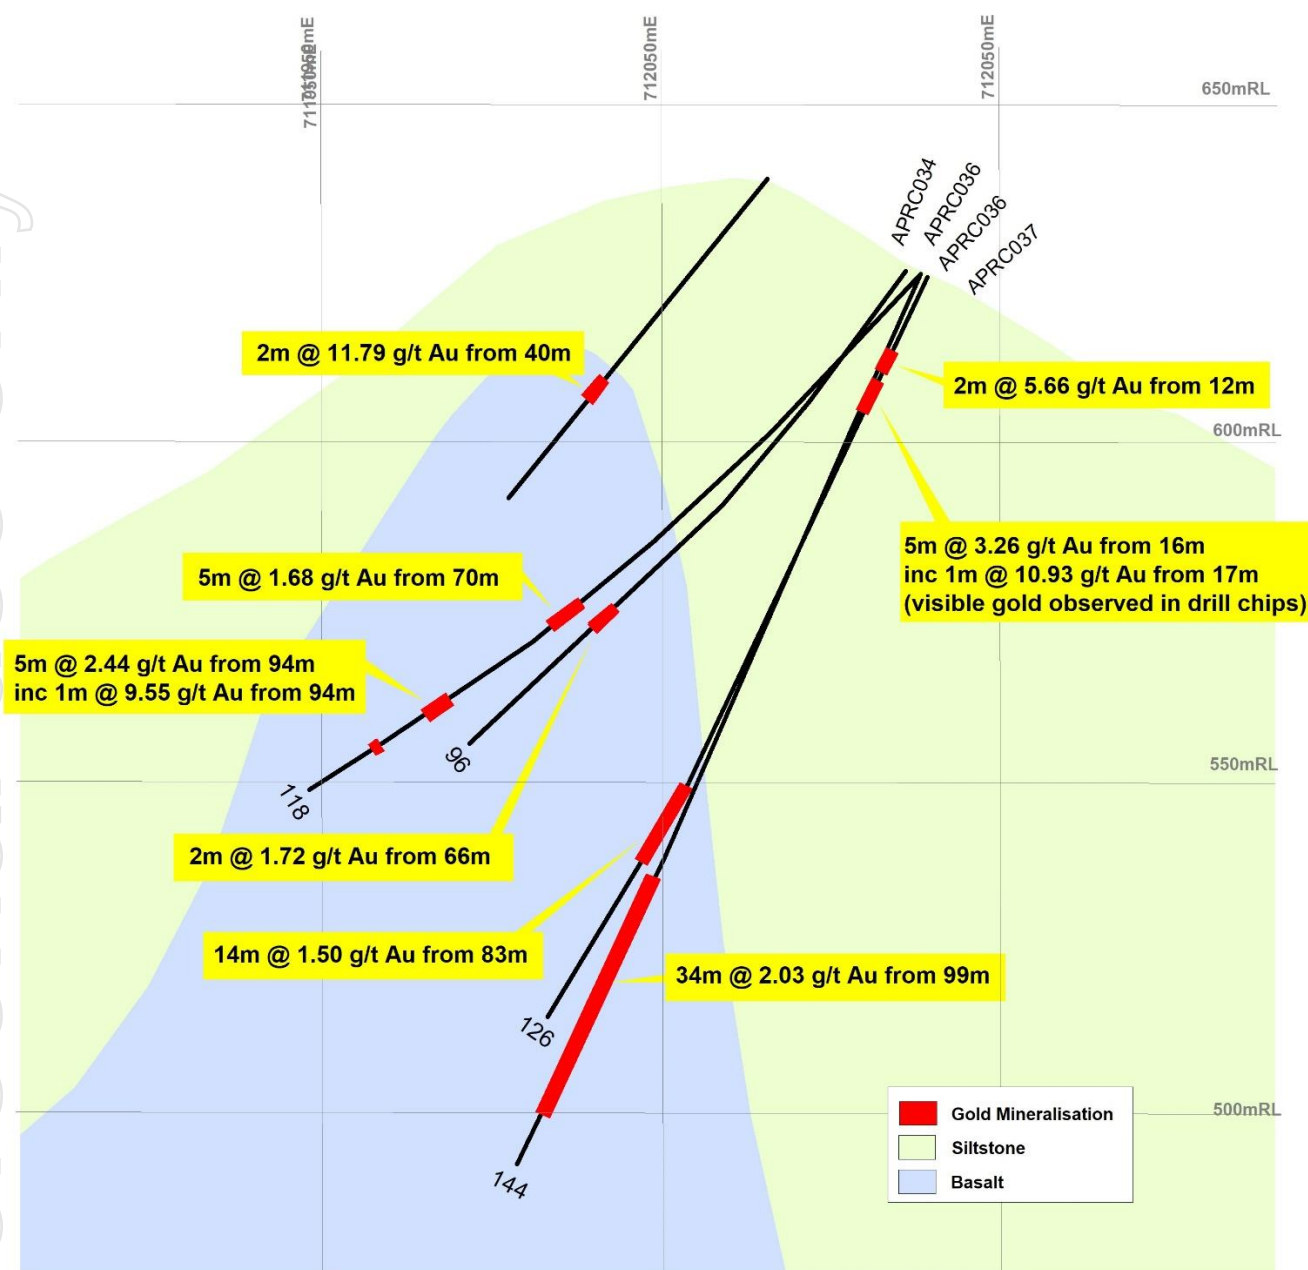 711950mE
712050mE
712050mE
650mRL
APRC034
APRC036
APRC036
APRC037
2m @ 11.79 g/t Au from 40m
2m @ 5.66 g/t Au from 12m
600mRL
5m @ 3.26 g/t Au from 16m
inc 1m @ 10.93 g/t Au from 17m
(visible gold observed in drill chips)
5m @ 1.68 g/t Au from 70m
5m @ 2.44 g/t Au from 94m
inc 1m @ 9.55 g/t Au from 94m
96
550mRL
118
2m @ 1.72 g/t Au from 66m
14m @ 1.50 g/t Au from 83m
34m @ 2.03 g/t Au from 99m
126
500mRL
144
Gold Mineralisation
Siltstone
Basalt